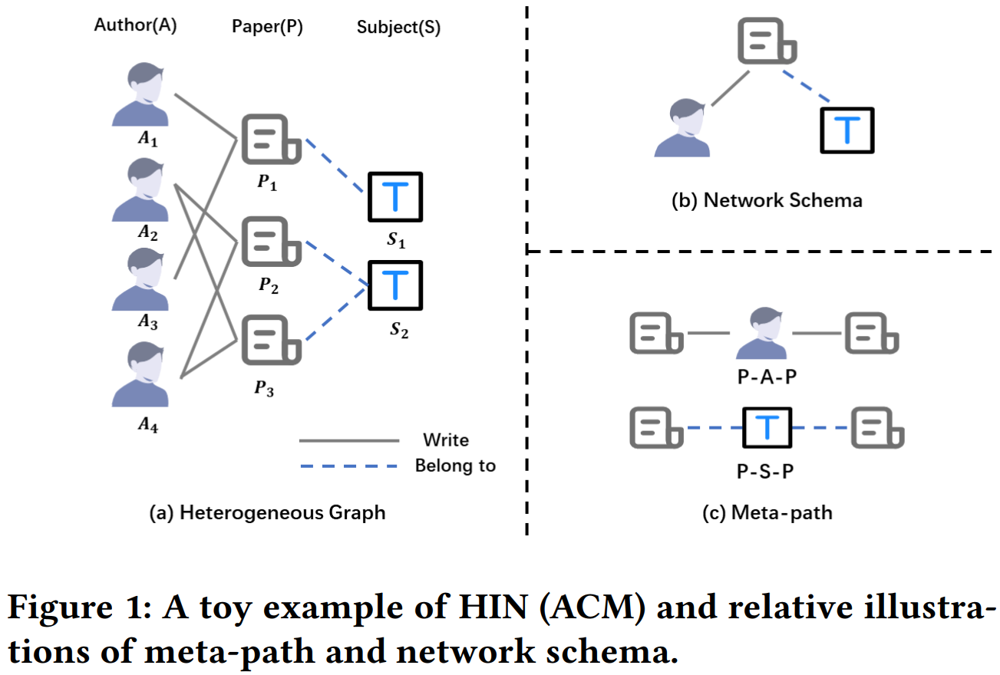 Author(A) Paper(P) Subject(S)
A1
P1
A2
S1
P2
A3
S2
P3
A4
Write
Belong to
(a) Heterogeneous Graph
T
T
T
(b) Network Schema
P-A-P
T
P-S-P
(c) Meta-path
Figure 1: A toy example of HIN (ACM) and relative illustra-
tions of meta-path and network schema.